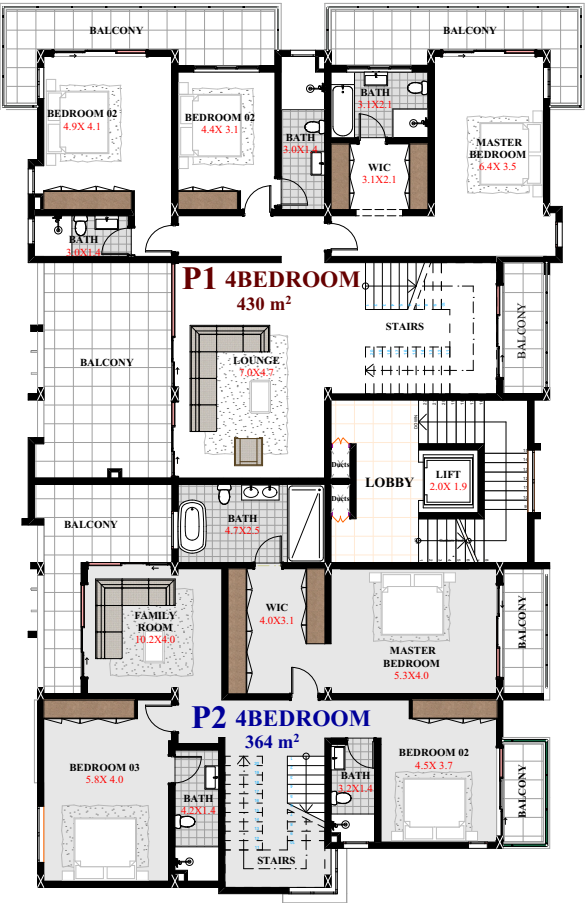 BALCONY
BALCONY
BEDROOM 02
4.9X 4.1
BEDROOM 02
4.4X 3.1
BATH
3.0X1.4
BATH
3.1X2.1
WIC
3.1X2.1
MASTER
BEDROOM
6.4X 3.5
BATH
3.0X1.4
P1 4BEDROOM
430 m²
STAIRS
BALCONY
BALCONY
LOUNGE
7.0X4.7
LOBBY
LIFT
2.0X 1.9
Ducts
Ducts
DOWN
BALCONY
BATH
4.7X2.5
FAMILY
ROOM
10.2X4.0
WIC
4.0X3.1
MASTER
BEDROOM
5.3X4.0
BALCONY
P2 4BEDROOM
364 m²
BEDROOM 03
5.8X 4.0
BATH
4.2X1.4
BATH
3.2X1.4
BEDROOM 02
4.5X 3.7
BALCONY
STAIRS